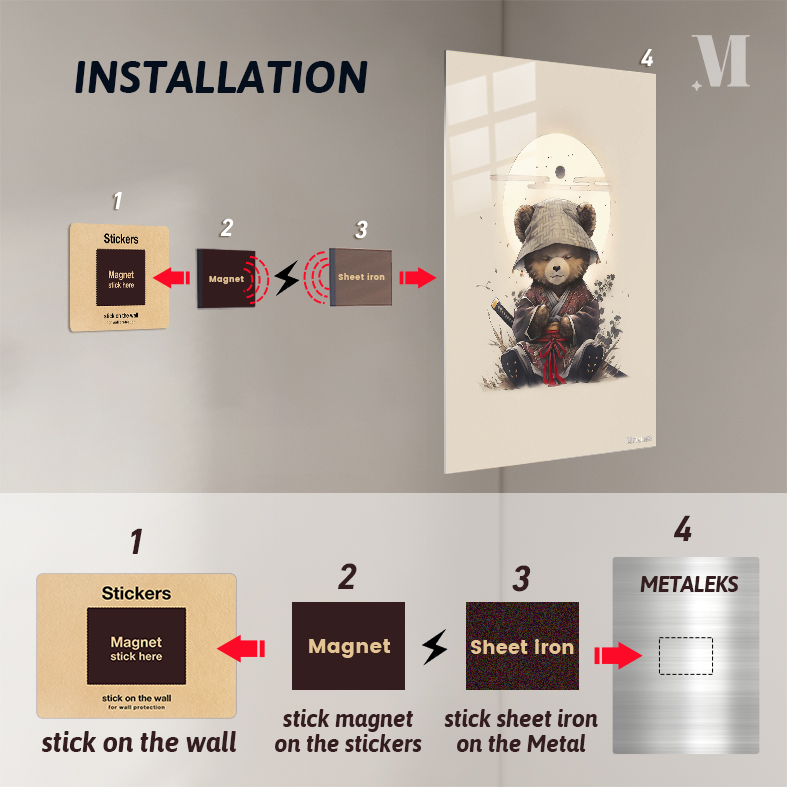 INSTALLATION
M
4
1
2
3
Stickers
Magnet
stick here
stick on the wall
for wall protection
Magnet
Sheet iron
1
2
3
4
Stickers
Magnet
stick here
stick on the wall
for wall protection
Magnet
Sheet iron
METALEKS
stick on the wall
stick magnet
on the stickers
stick sheet iron
on the Metal